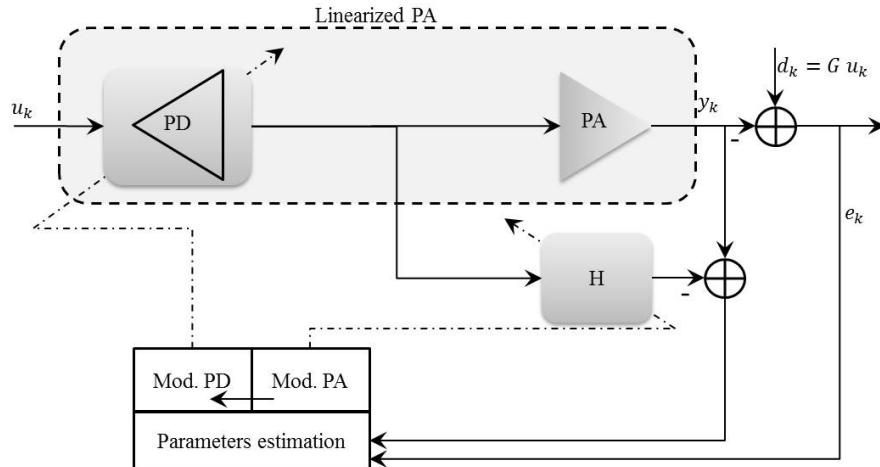 Linearized PA
u_k
PD
PA
y_k
d_k = G u_k
-
e_k
H
-
Mod. PD
Mod. PA
Parameters estimation